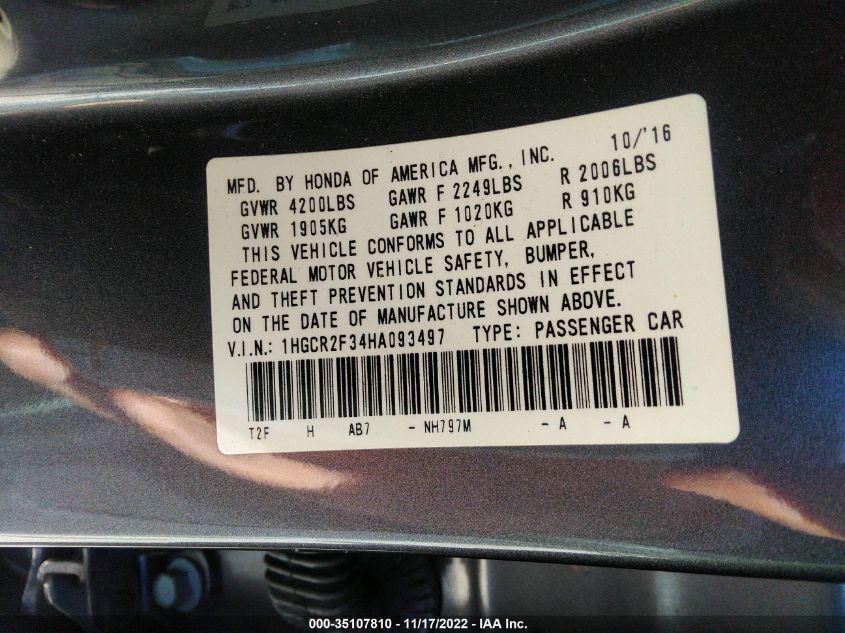 10/'16
MFD. BY HONDA OF AMERICA MFG., INC.
GVWR 4200LBS GAWR F 2249LBS R 2006LBS
GVWR 1905KG GAWR F 1020KG R 910KG
THIS VEHICLE CONFORMS TO ALL APPLICABLE
FEDERAL MOTOR VEHICLE SAFETY, BUMPER,
AND THEFT PREVENTION STANDARDS IN EFFECT
ON THE DATE OF MANUFACTURE SHOWN ABOVE.
V.I.N.: 1HGCR2F34HA093497 TYPE: PASSENGER CAR
T2F H AB7 - NH797M - A - A
000-35107810 - 11/17/2022 - IAA Inc.